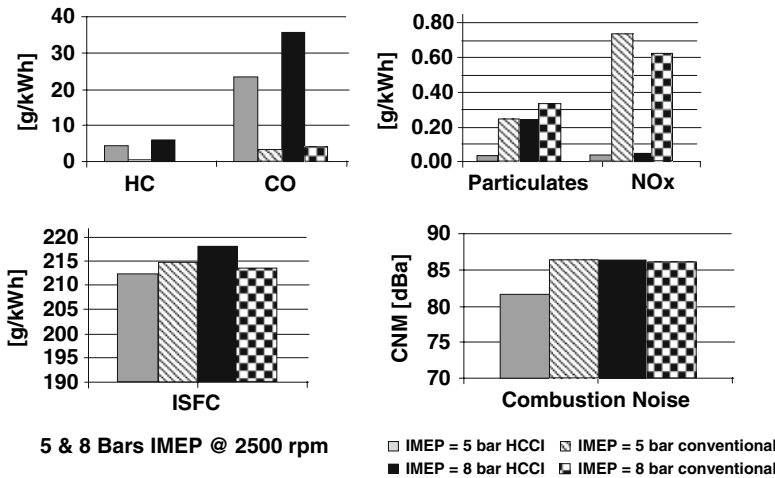 [g/kWh]
40
30
20
10
0
HC
CO
[g/kWh]
0.80
0.60
0.40
0.20
0.00
Particulates
NOx
[g/kWh]
220
215
210
205
200
195
190
ISFC
CNM [dBa]
90
85
80
75
70
Combustion Noise
5 & 8 Bars IMEP @ 2500 rpm
IMEP = 5 bar HCCI
IMEP = 5 bar conventional
IMEP = 8 bar HCCI
IMEP = 8 bar conventional